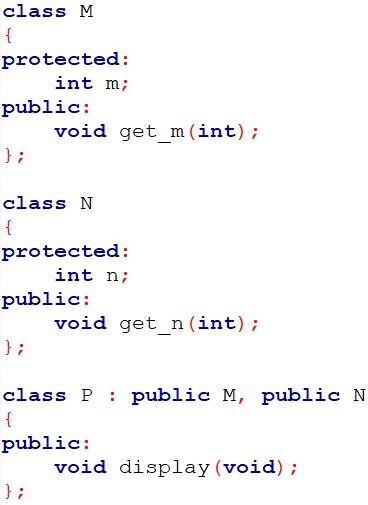 class M
{
protected:
    int m;
public:
    void get_m(int);
};

class N
{
protected:
    int n;
public:
    void get_n(int);
};

class P : public M, public N
{
public:
    void display(void);
};